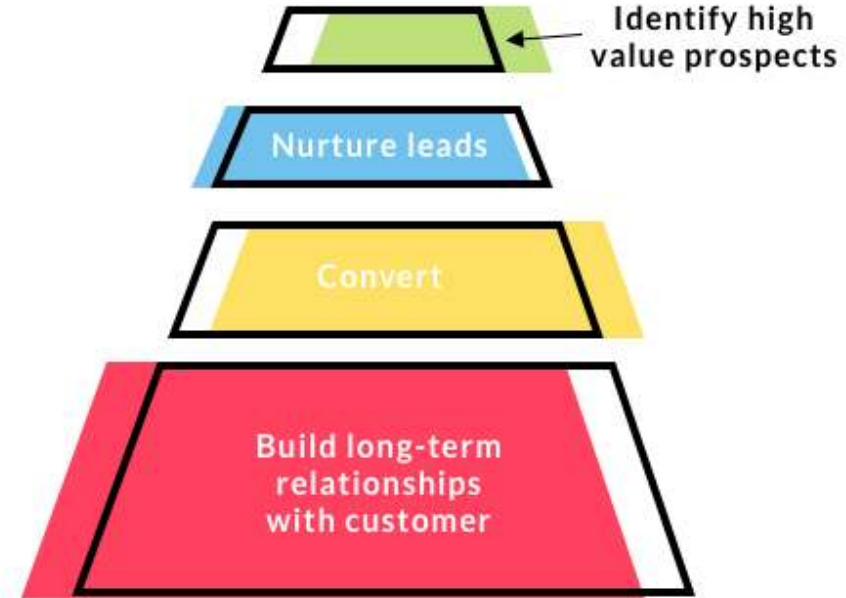 Identify high
value prospects
Nurture leads
Convert
Build long-term
relationships
with customer